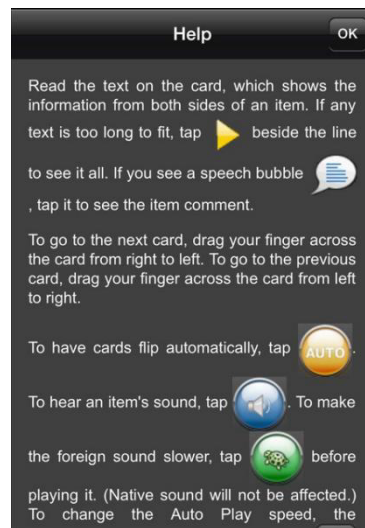 Help
OK
Read the text on the card, which shows the
information from both sides of an item. If any
text is too long to fit, tap beside the line
to see it all. If you see a speech bubble
, tap it to see the item comment.
To go to the next card, drag your finger across
the card from right to left. To go to the previous
card, drag your finger across the card from left
to right.
To have cards flip automatically, tap AUTO .
To hear an item's sound, tap . To make
the foreign sound slower, tap before
playing it. (Native sound will not be affected.)
To change the Auto Play speed, the